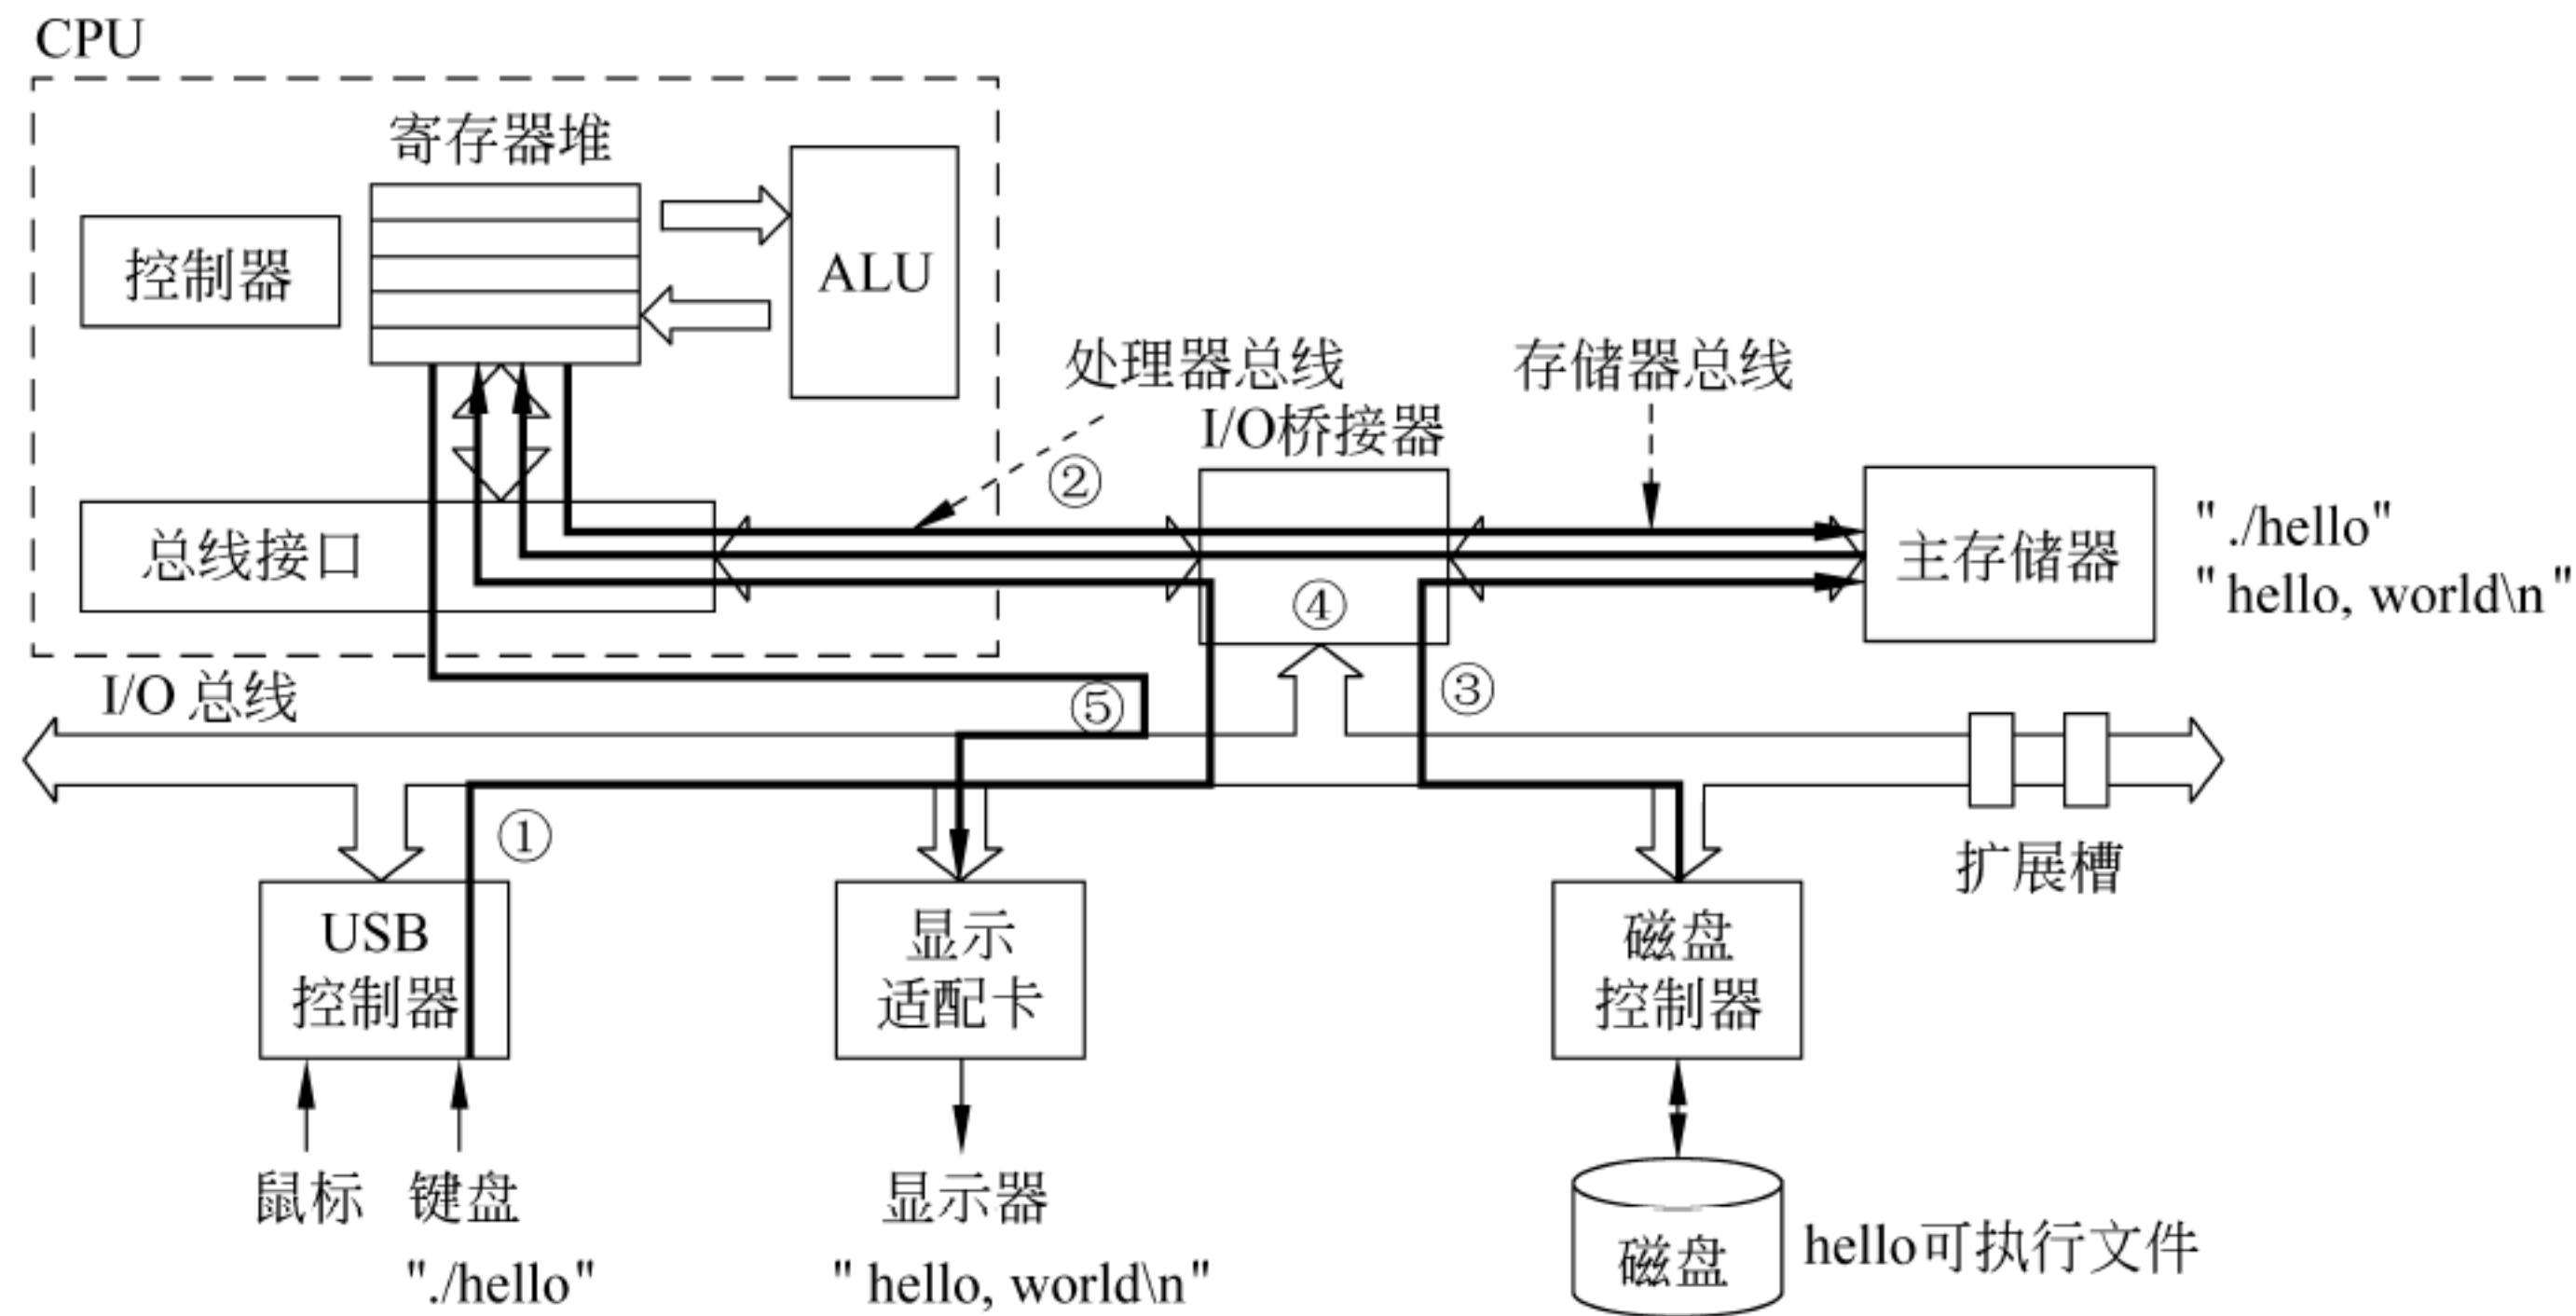 CPU
寄存器堆
控制器
ALU
处理器总线
存储器总线
I/O桥接器
②
总线接口
主存储器
" ./hello"
" hello, world\n"
④
I/O 总线
⑤
③
①
扩展槽
USB
控制器
显示
适配卡
磁盘
控制器
鼠标
键盘
显示器
"./hello"
" hello, world\n"
磁盘
hello可执行文件